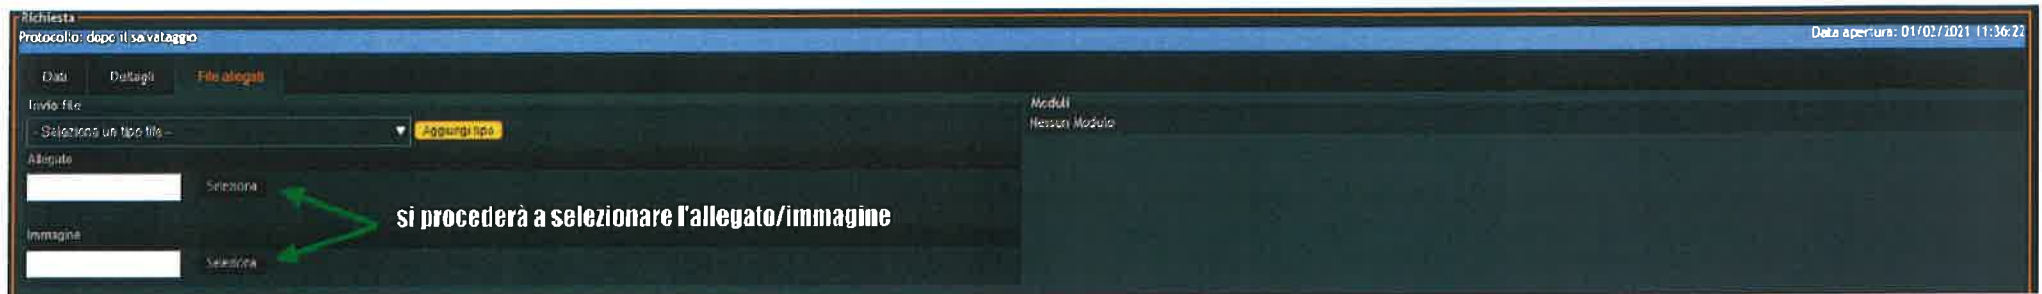 Richiesta
Protocollo: dopo il salvataggio
Data apertura: 01/02/2021 11:36:22
Dati Dettagli File allegati
Invio file
- Seleziona un tipo file -- Aggiungi tipo
Allegato
Seleziona
si procederà a selezionare l'allegato/immagine
Immagine
Seleziona
Moduli
Nessun Modulo